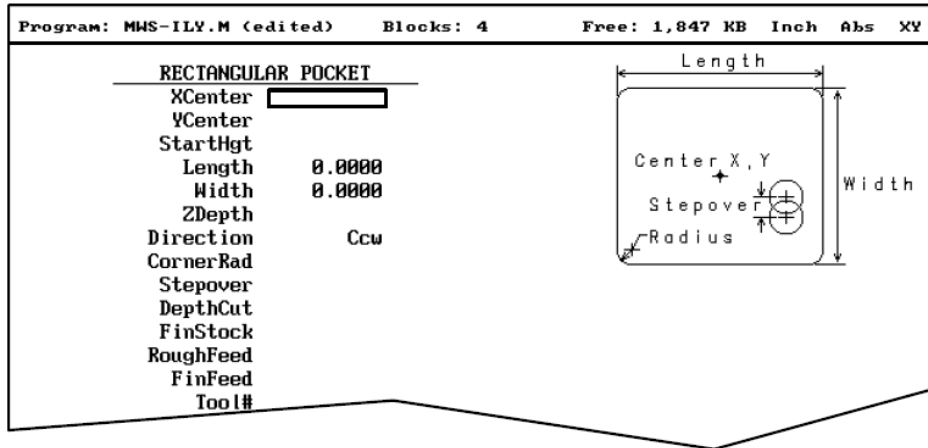 Program: MWS-ILY.M (edited) Blocks: 4 Free: 1,847 KB Inch Abs XY
RECTANGULAR POCKET
XCenter
YCenter
StartHgt
Length 0.0000
Width 0.0000
ZDepth
Direction Ccw
CornerRad
Stepover
DepthCut
FinStock
RoughFeed
FinFeed
Tool#
Length
Center X,Y
Width
Stepover
Radius